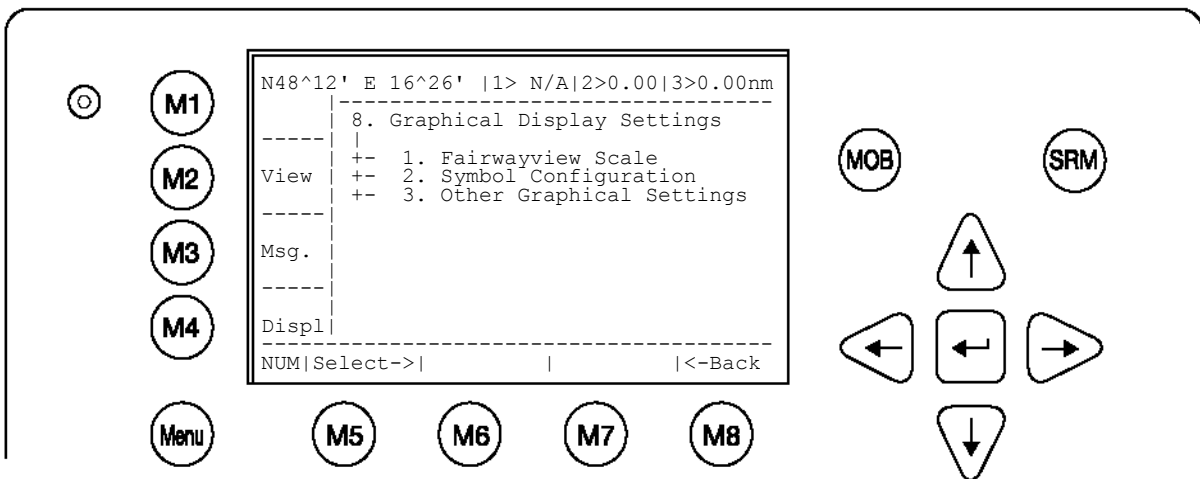 N48^12' E 16^26' |1> N/A|2>0.00|3>0.00nm
8. Graphical Display Settings
+- 1. Fairwayview Scale
View +- 2. Symbol Configuration
+- 3. Other Graphical Settings
Msg.
Displ
NUM|Select->| | |<-Back
M1
M2
M3
M4
Menu
M5
M6
M7
M8
MOB
SRM